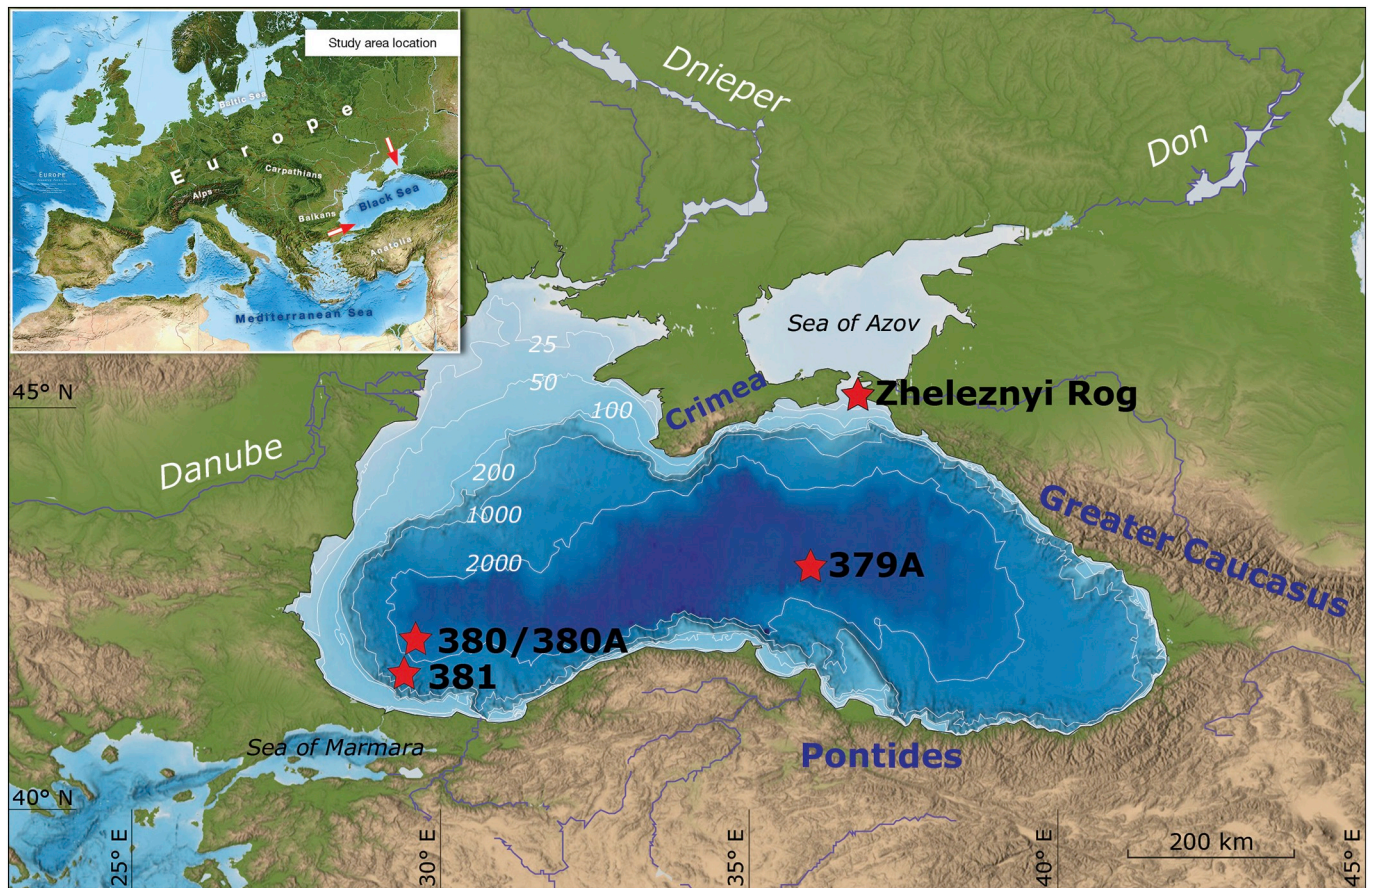 Study area location
Baltic Sea
Europe
EUROPE
Carpathians
Alps
Black Sea
Balkans
Anatolia
Mediterranean Sea
Dnieper
Don
Sea of Azov
25
50
100
200
1000
2000
45° N
Crimea
Zheleznyi Rog
Danube
Greater Caucasus
379A
380/380A
381
Sea of Marmara
Pontides
40° N
200 km
25° E
30° E
35° E
40° E
45° E